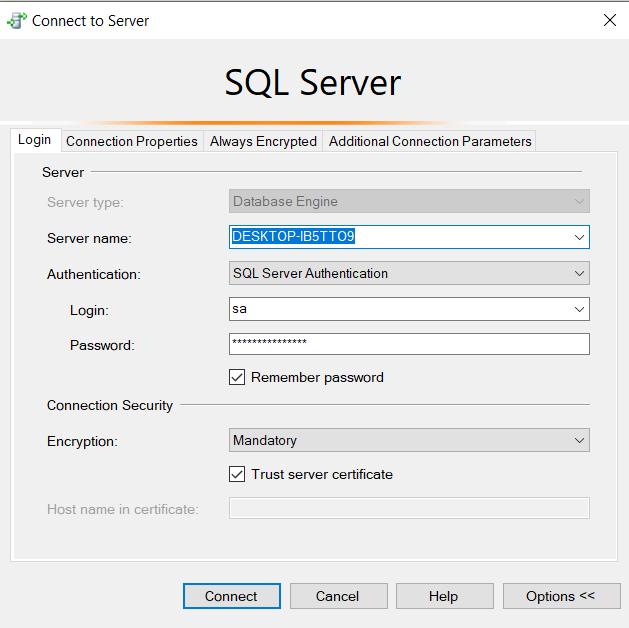 Connect to Server
SQL Server
Login Connection Properties Always Encrypted Additional Connection Parameters
Server
Server type: Database Engine
Server name: DESKTOP-IB5TTO9
Authentication: SQL Server Authentication
Login: sa
Password: ***************
Remember password
Connection Security
Encryption: Mandatory
Trust server certificate
Host name in certificate:
Connect Cancel Help Options <<